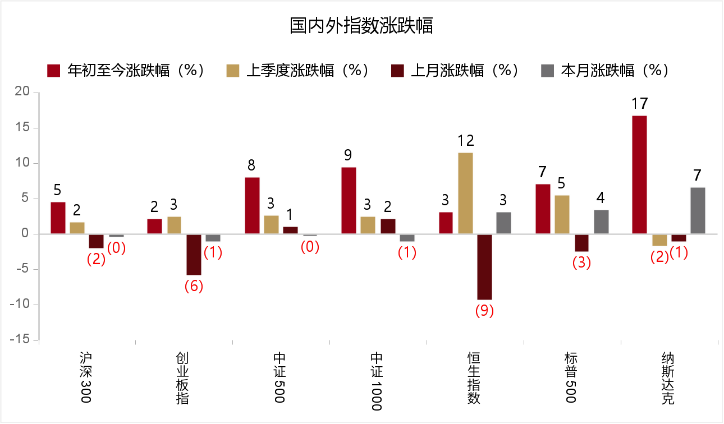 国内外指数涨跌幅
年初至今涨跌幅（%） 上季度涨跌幅（%） 上月涨跌幅（%） 本月涨跌幅（%）
20
15
10
5
0
-5
-10
-15
5 2 (2) (0)
2 3 (6) (1)
8 3 1 (0)
9 3 2 (1)
3 12 (9) 3
7 5 (3) 4
17 (2) (1) 7
沪深300
创业板指
中证500
中证1000
恒生指数
标普500
纳斯达克